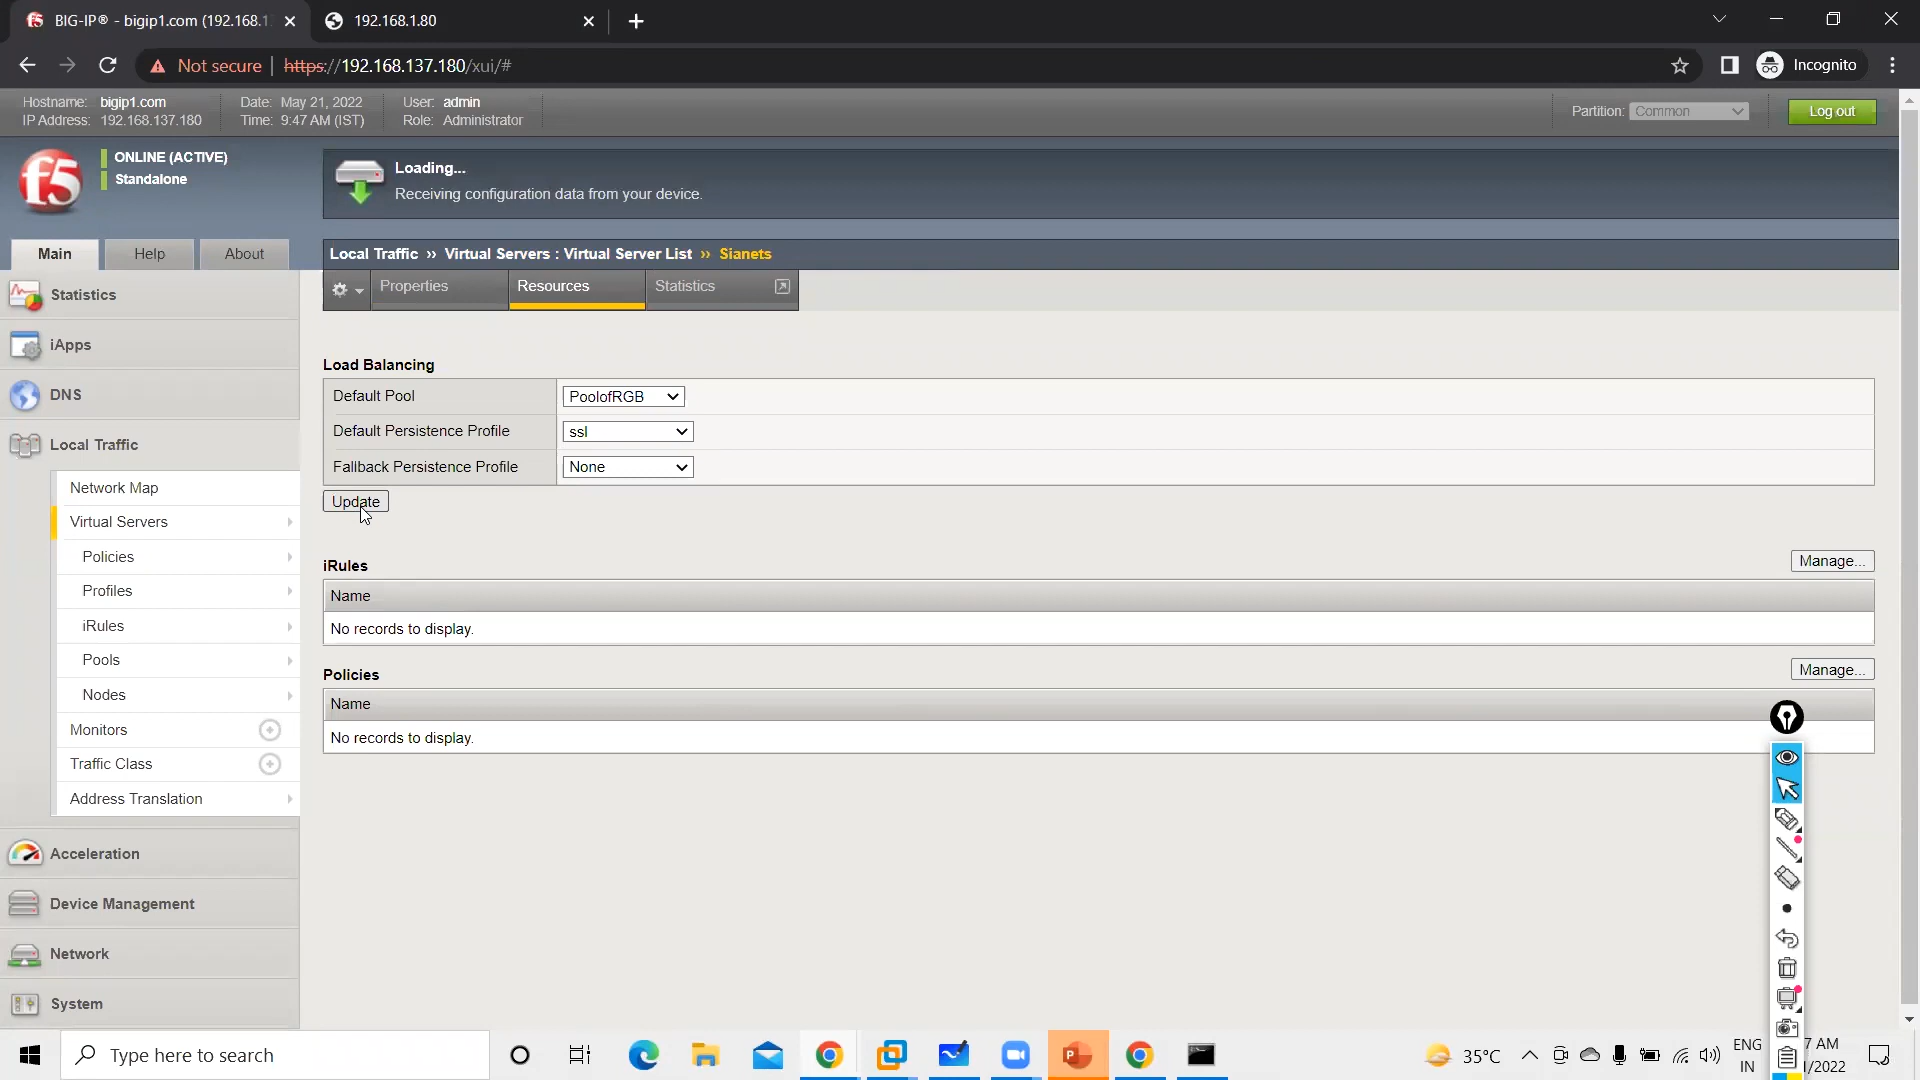 BIG-IP® - bigip1.com (192.168.1
192.168.1.80
Not secure
https://192.168.137.180/xui/#
Incognito
Hostname: bigip1.com
IP Address: 192.168.137.180
Date: May 21, 2022
Time: 9:47 AM (IST)
User: admin
Role: Administrator
Partition: Common
Log out
f5
ONLINE (ACTIVE)
Standalone
Loading...
Receiving configuration data from your device.
Main
Help
About
Local Traffic ›› Virtual Servers : Virtual Server List ›› Sianets
Properties
Resources
Statistics
Statistics
iApps
DNS
Local Traffic
Network Map
Virtual Servers
Policies
Profiles
iRules
Pools
Nodes
Monitors
Traffic Class
Address Translation
Acceleration
Device Management
Network
System
Load Balancing
Default Pool PoolofRGB
Default Persistence Profile ssl
Fallback Persistence Profile None
Update
iRules
Manage...
Name
No records to display.
Policies
Manage...
Name
No records to display.
Type here to search
35°C
ENG
IN
7 AM
/2022